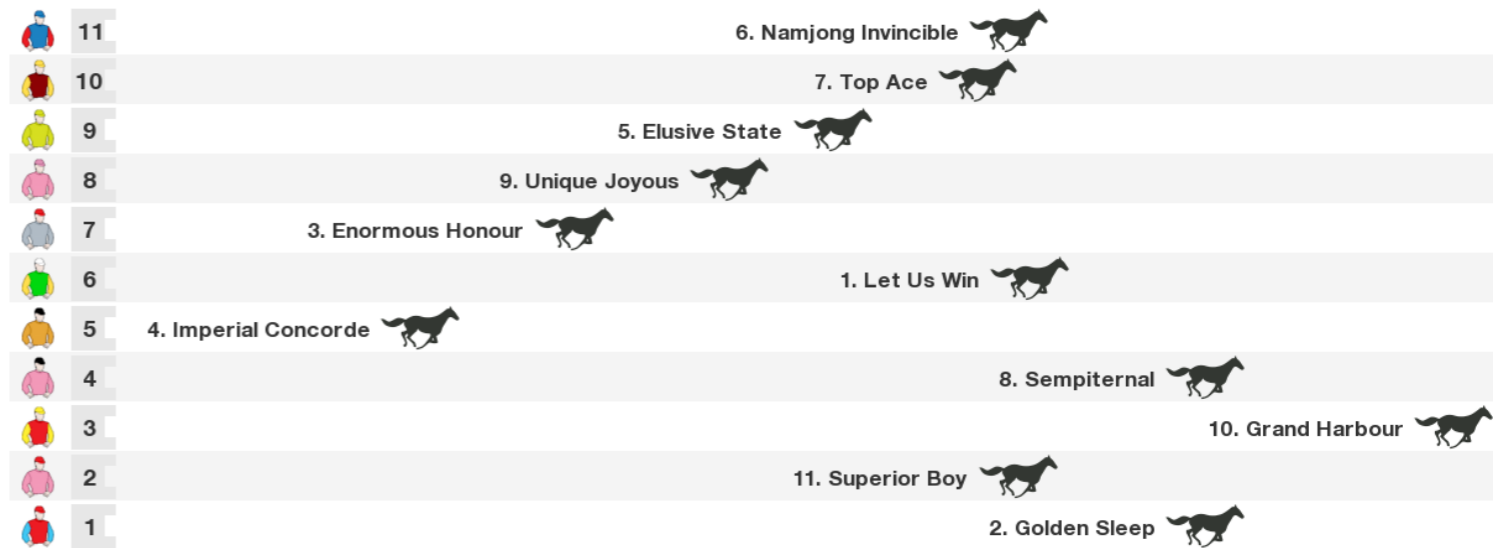 11 6. Namjong Invincible
10 7. Top Ace
9 5. Elusive State
8 9. Unique Joyous
7 3. Enormous Honour
6 1. Let Us Win
5 4. Imperial Concorde
4 8. Sempiternal
3 10. Grand Harbour
2 11. Superior Boy
1 2. Golden Sleep